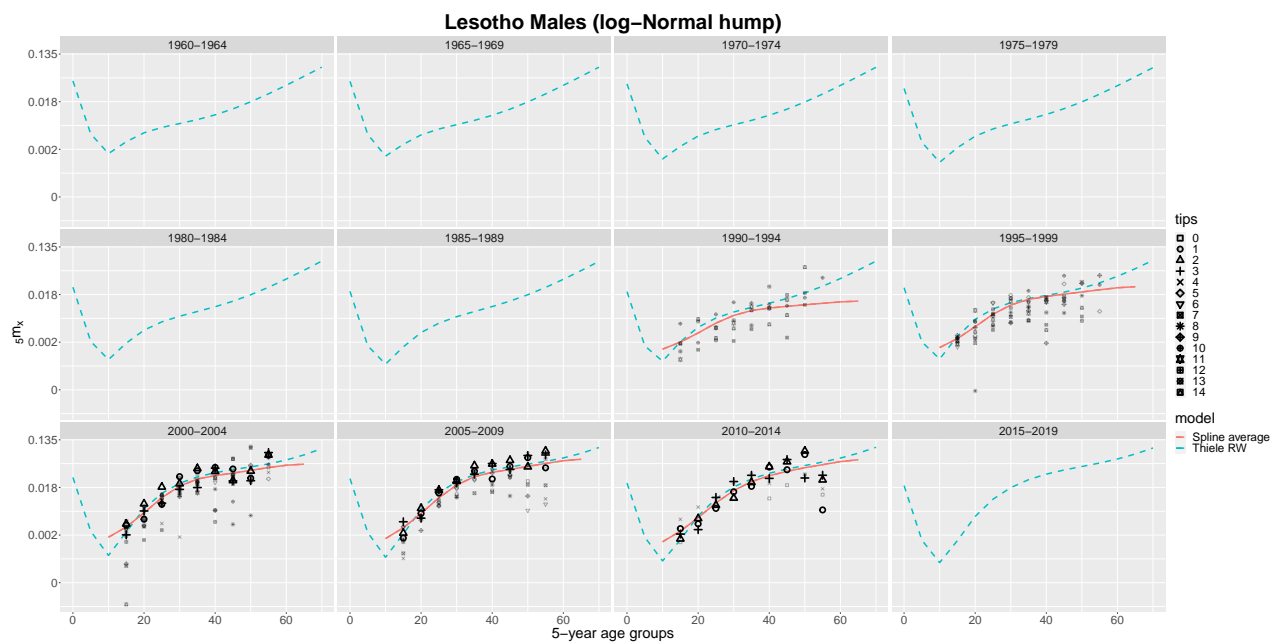 Lesotho Males (log−Normal hump)
1960−1964 1965−1969 1970−1974 1975−1979
0.135
0.018
0.002
0
1980−1984 1985−1989 1990−1994 1995−1999
0.135
0.018
0.002
0
2000−2004 2005−2009 2010−2014 2015−2019
0.135
0.018
0.002
0
0 20 40 60 0 20 40 60 0 20 40 60 0 20 40 60
5−year age groups
5mx
tips
0
1
2
3
4
5
6
7
8
9
10
11
12
13
14
model
Spline average
Thiele RW